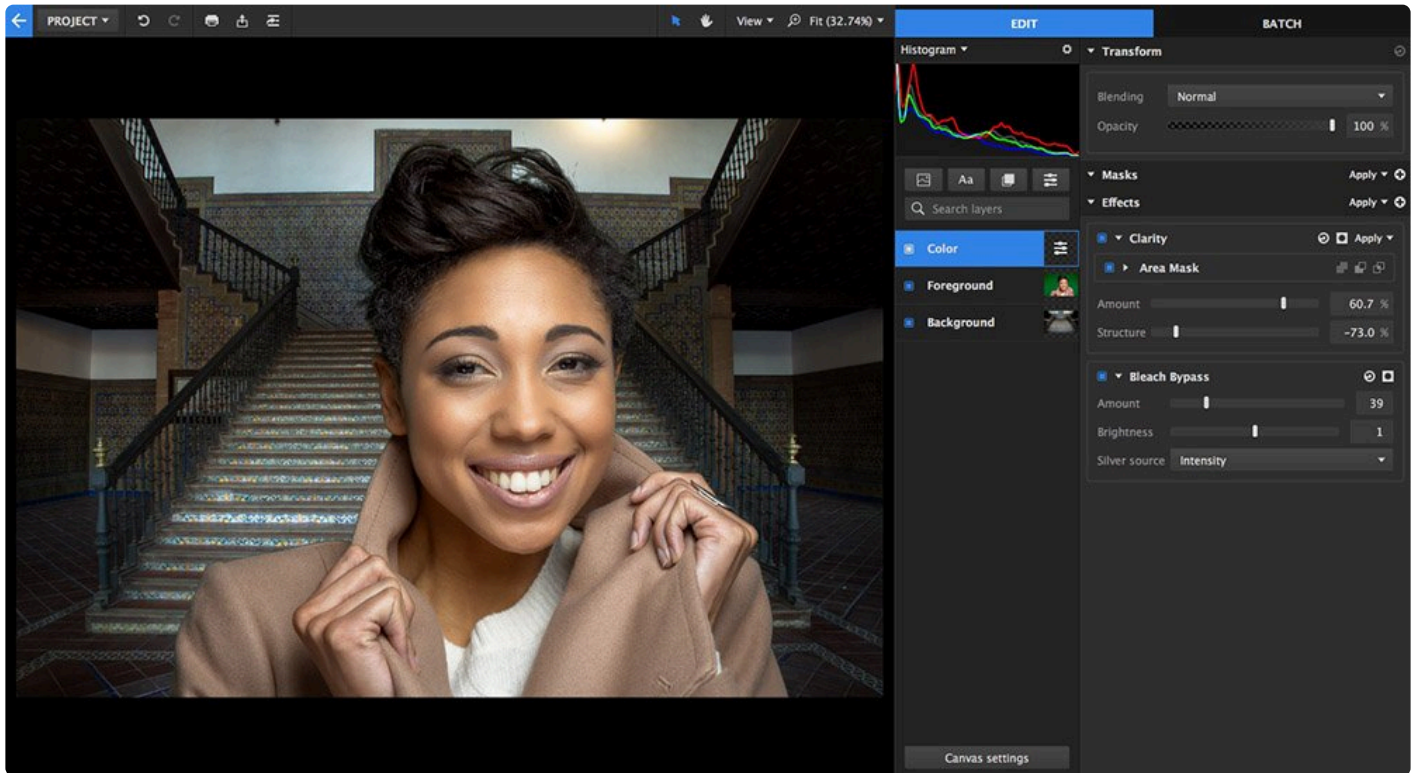 PROJECT
View Fit (32.74%)
EDIT BATCH
Histogram
Transform
Blending Normal
Opacity 100 %
Masks Apply
Effects Apply
Aa
Search layers
Color
Foreground
Background
Clarity Apply
Area Mask
Amount 60.7 %
Structure -73.0 %
Bleach Bypass
Amount 39
Brightness 1
Silver source Intensity
Canvas settings